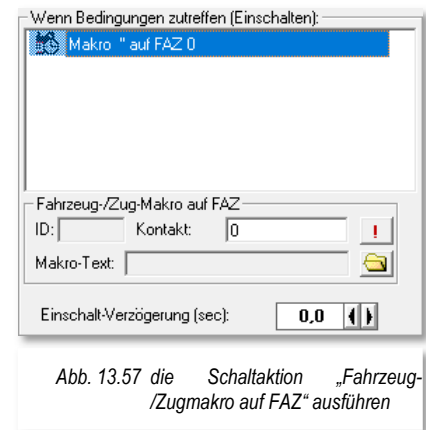 Wenn Bedingungen zutreffen (Einschalten):
Makro '' auf FAZ 0
Fahrzeug-/Zug-Makro auf FAZ
ID: Kontakt: 0 !
Makro-Text:
Einschalt-Verzögerung (sec): 0,0
Abb. 13.57 die Schaltaktion „Fahrzeug-
/Zugmakro auf FAZ“ ausführen